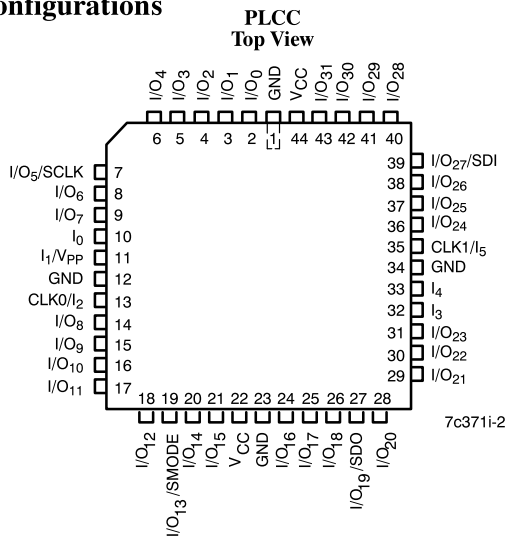 onfigurations
PLCC
Top View
I/O4
I/O3
I/O2
I/O1
I/O0
GND
VCC
I/O31
I/O30
I/O29
I/O28
6 5 4 3 2 1 44 43 42 41 40
I/O5/SCLK 7
I/O6 8
I/O7 9
I0 10
I1/VPP 11
GND 12
CLK0/I2 13
I/O8 14
I/O9 15
I/O10 16
I/O11 17
39 I/O27/SDI
38 I/O26
37 I/O25
36 I/O24
35 CLK1/I5
34 GND
33 I4
32 I3
31 I/O23
30 I/O22
29 I/O21
18 19 20 21 22 23 24 25 26 27 28
I/O12
I/O13/SMODE
I/O14
I/O15
VCC
GND
I/O16
I/O17
I/O18
I/O19/SDO
I/O20
7c371i-2